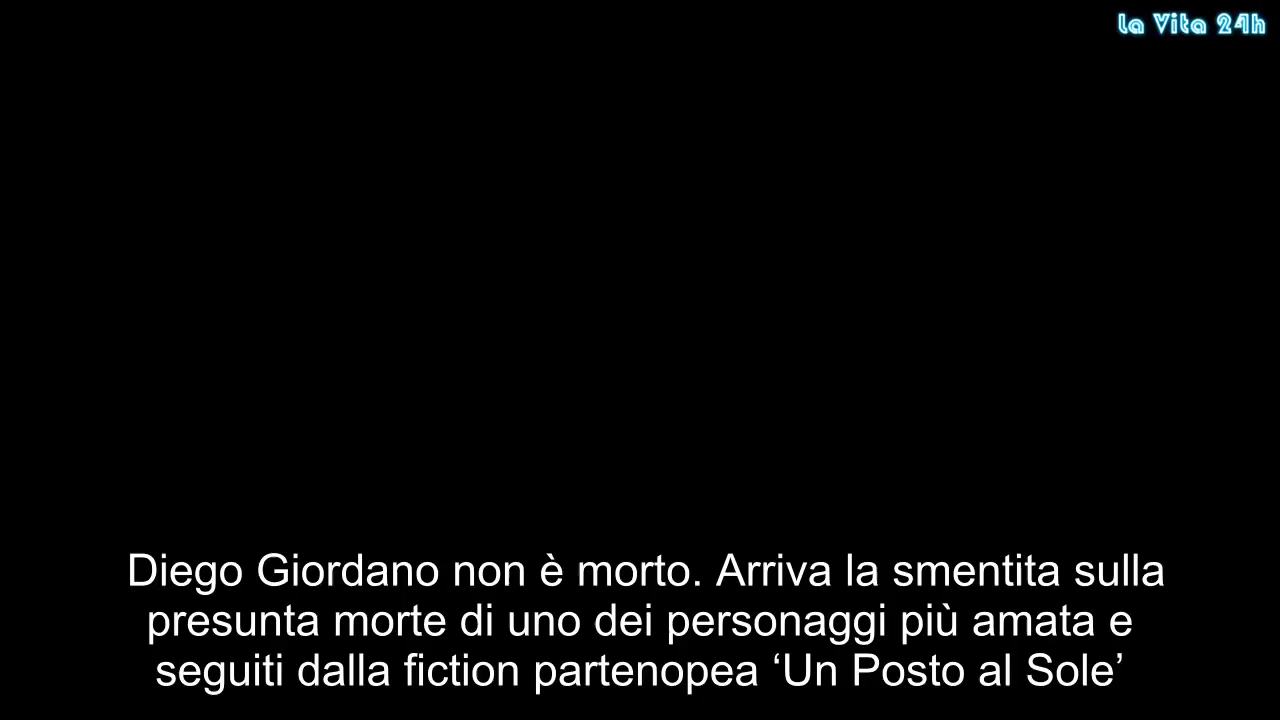 La Vita 24h
Diego Giordano non è morto. Arriva la smentita sulla
presunta morte di uno dei personaggi più amata e
seguiti dalla fiction partenopea ‘Un Posto al Sole’